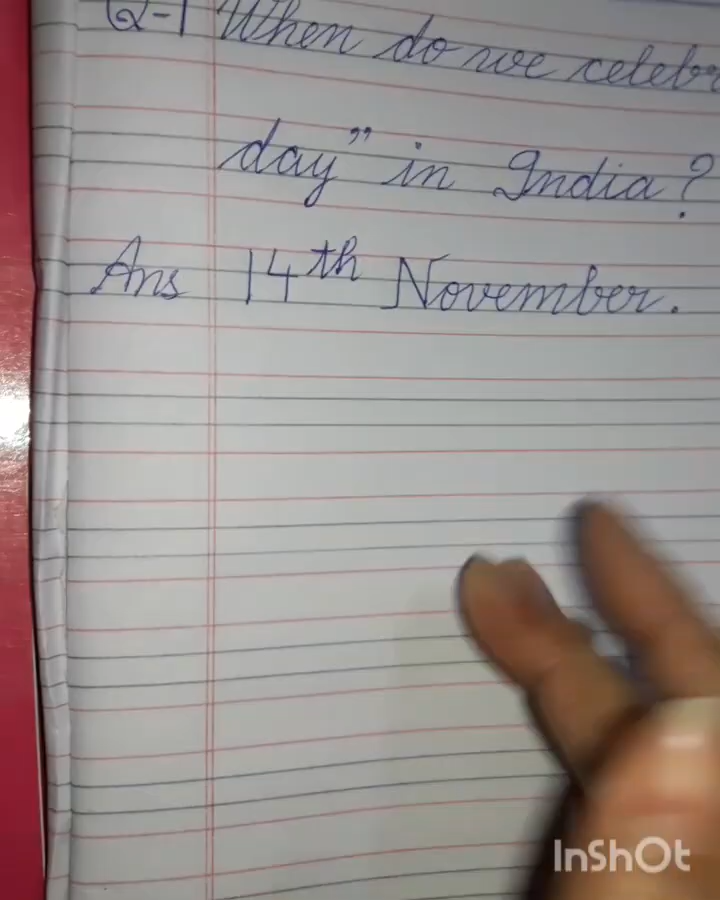 Q-1 When do we celebr
day" in India?
Ans 14th November.
InShOt